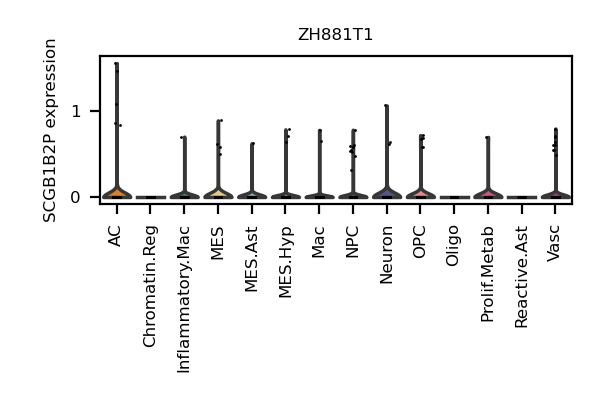 ZH881T1
SCGB1B2P expression
1
0
AC
Chromatin.Reg
Inflammatory.Mac
MES
MES.Ast
MES.Hyp
Mac
NPC
Neuron
OPC
Oligo
Prolif.Metab
Reactive.Ast
Vasc